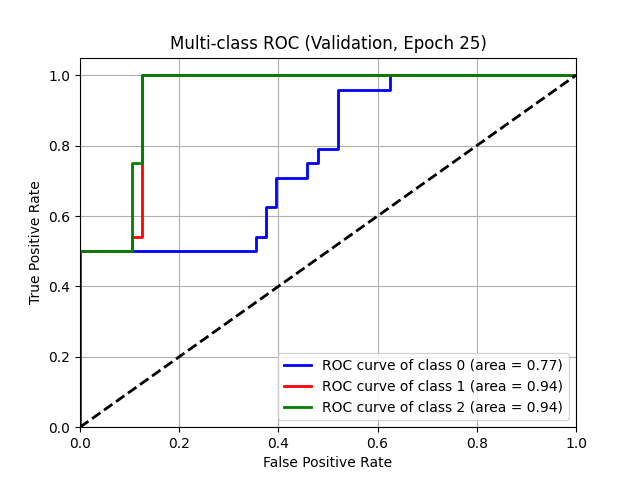 Multi-class ROC (Validation, Epoch 25)
True Positive Rate
1.0
0.8
0.6
0.4
0.2
0.0
ROC curve of class 0 (area = 0.77)
ROC curve of class 1 (area = 0.94)
ROC curve of class 2 (area = 0.94)
0.0 0.2 0.4 0.6 0.8 1.0
False Positive Rate